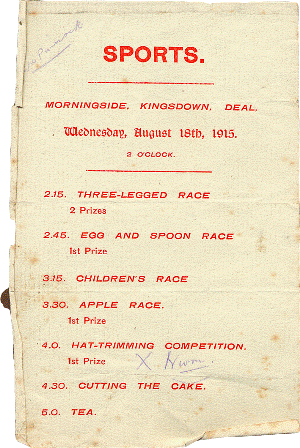 SPORTS.
MORNINGSIDE, KINGSDOWN, DEAL.
Wednesday, August 18th, 1915.
2 O'CLOCK.
2.15. THREE-LEGGED RACE
2 Prizes
2.45. EGG AND SPOON RACE
1st Prize
3.15. CHILDREN'S RACE
3.30. APPLE RACE.
1st Prize
4.0. HAT-TRIMMING COMPETITION.
1st Prize X
4.30. CUTTING THE CAKE.
5.0. TEA.